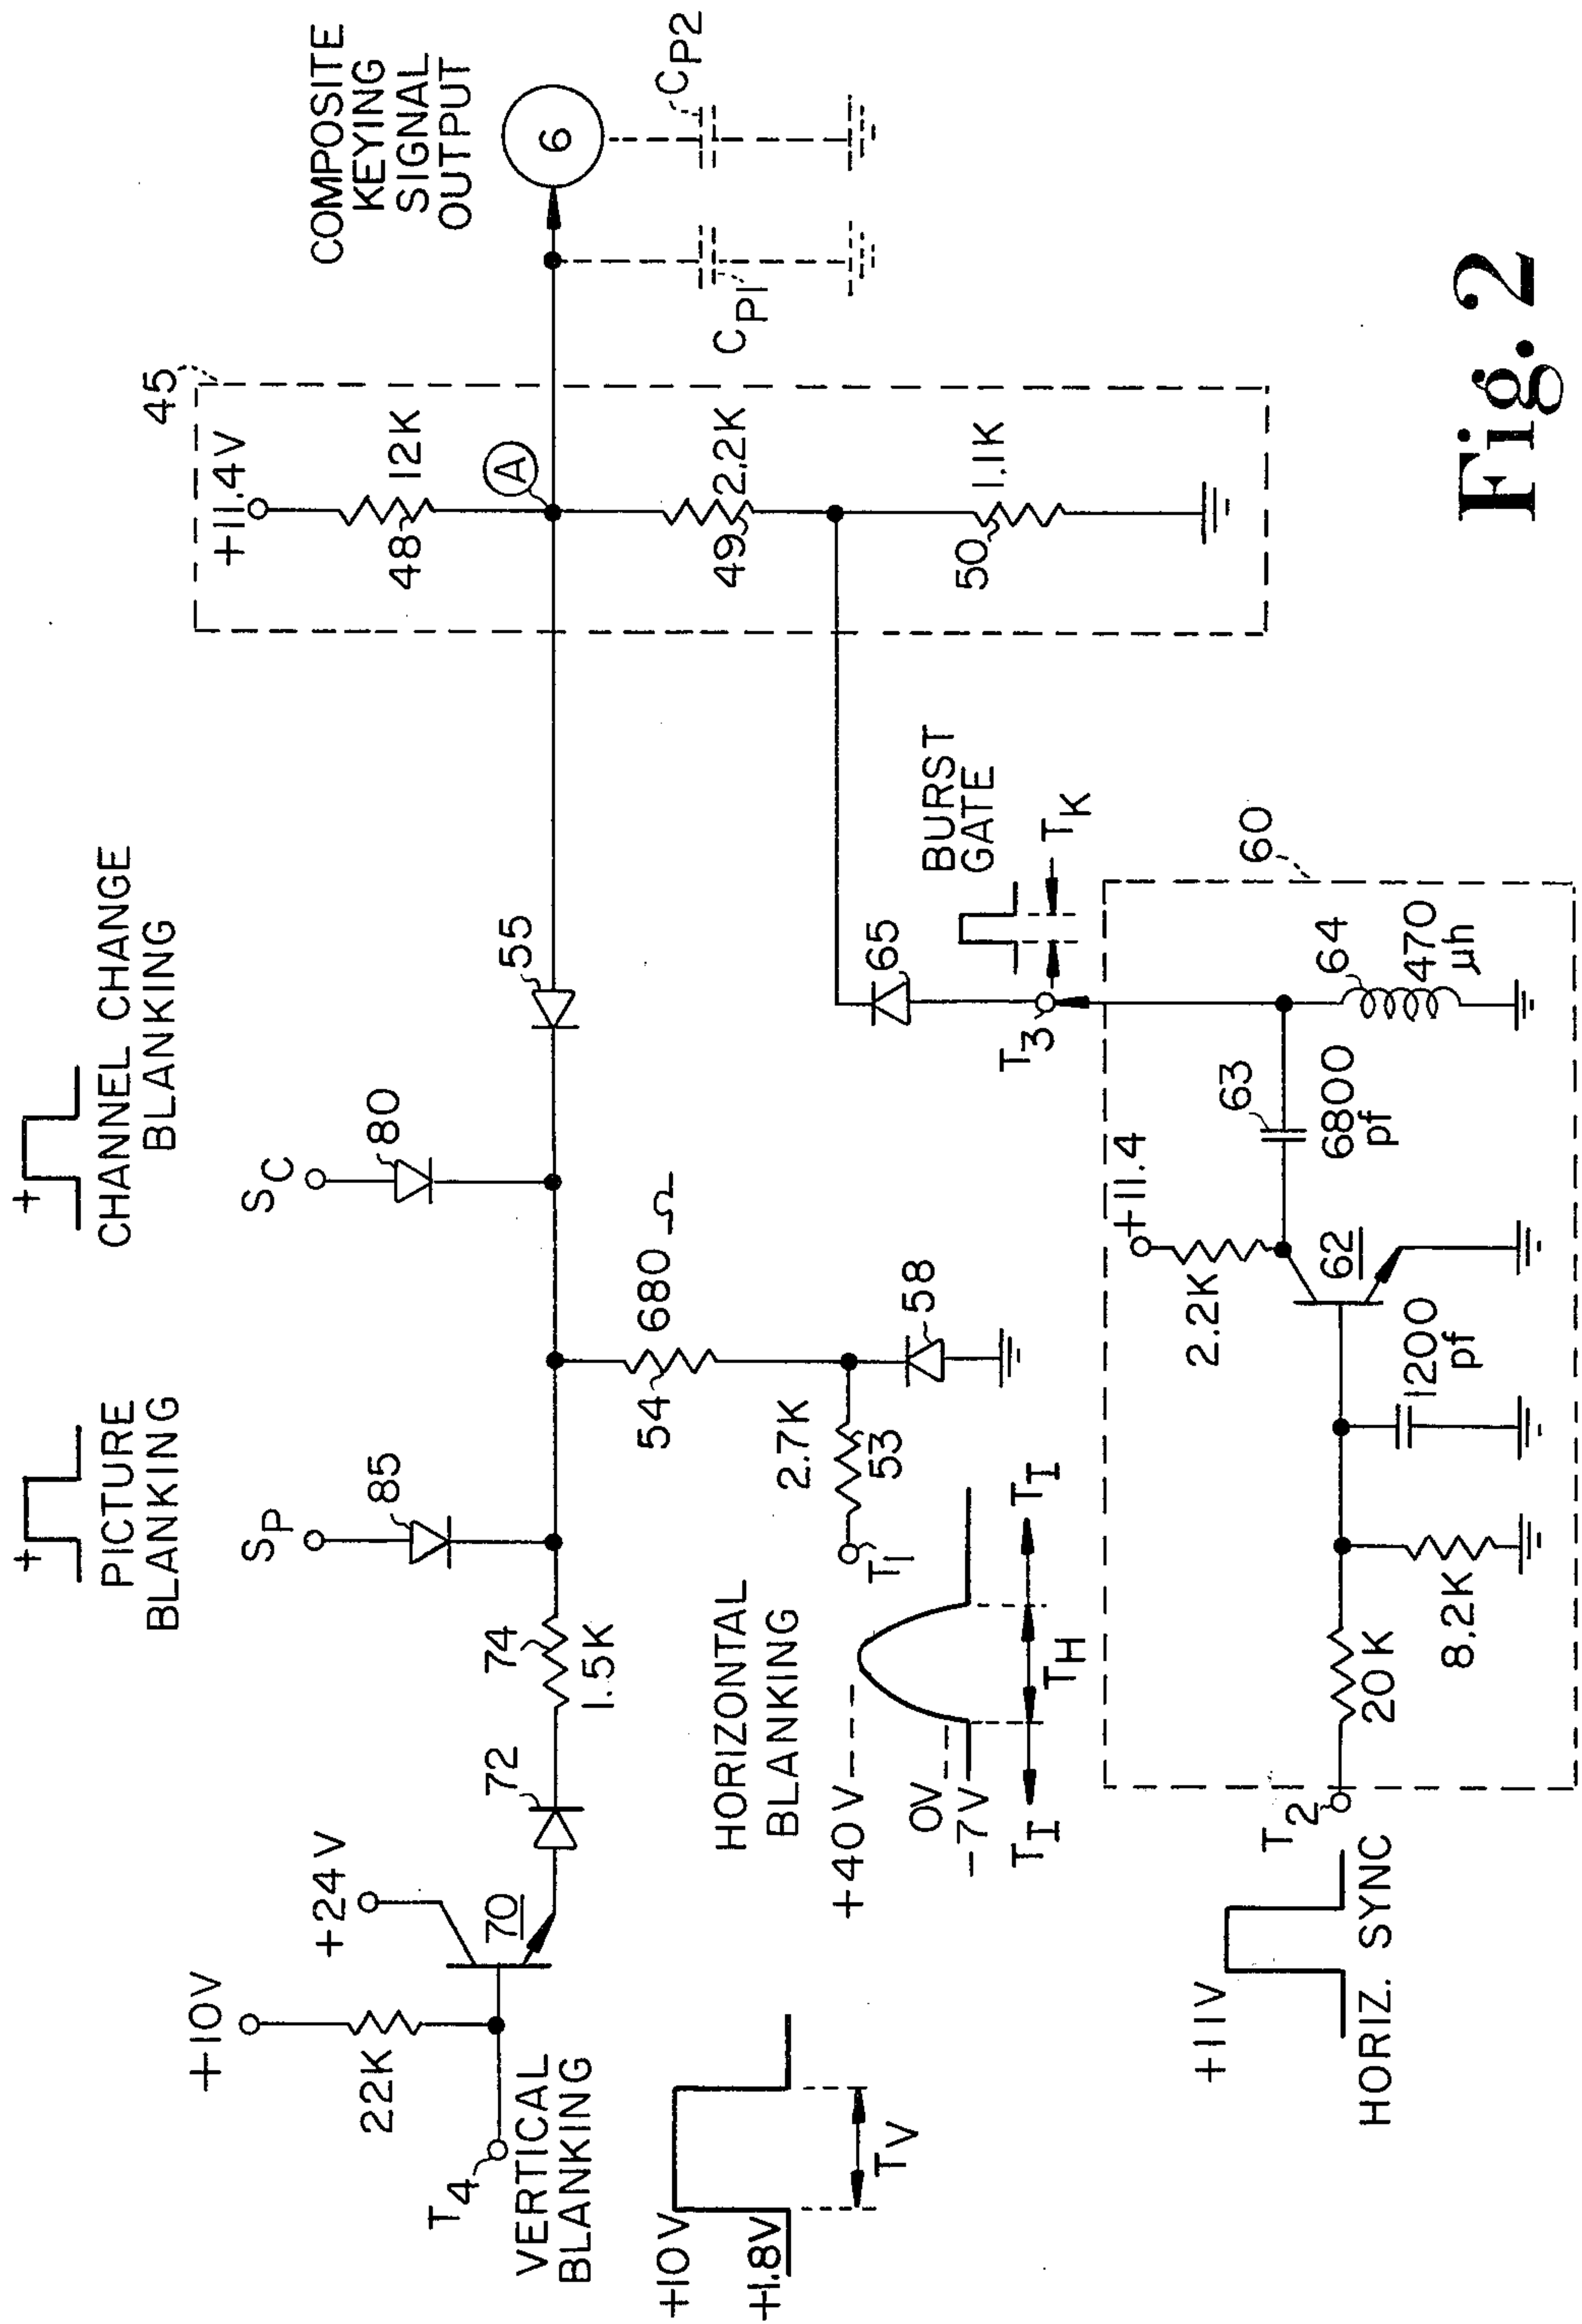 +
PICTURE
BLANKING
+
CHANNEL CHANGE
BLANKING
+10V
22K
+24V
70
T4
VERTICAL
BLANKING
+10V
+1.8V
TV
72
74
1.5K
SP
85
SC
80
55
54
680 Ω
2.7K
53
T1
58
HORIZONTAL
BLANKING
+40V
0V
-7V
TI
TH
TI
45
+11.4V
48
12K
A
49
2.2K
50
1.1K
COMPOSITE
KEYING
SIGNAL
OUTPUT
6
CP1
CP2
BURST
GATE
TK
65
T3
60
+11.4
2.2K
62
63
6800
pf
64
470
μh
1200
pf
8.2K
20K
T2
+11V
HORIZ. SYNC
Fig. 2